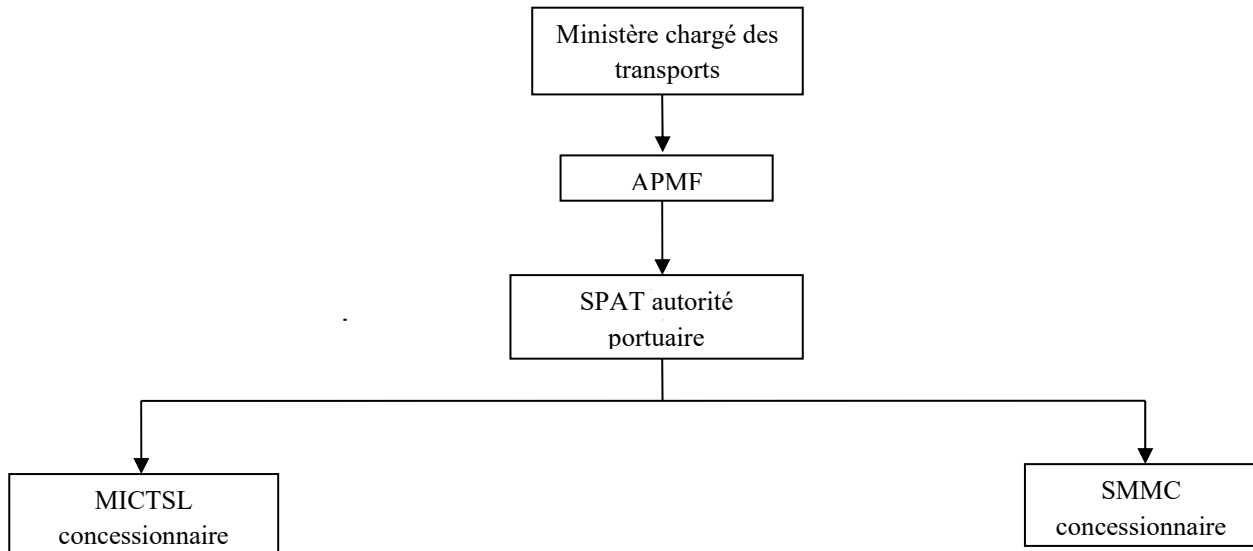 Ministère chargé des
transports
APMF
SPAT autorité
portuaire
MICTSL
concessionnaire
SMMC
concessionnaire